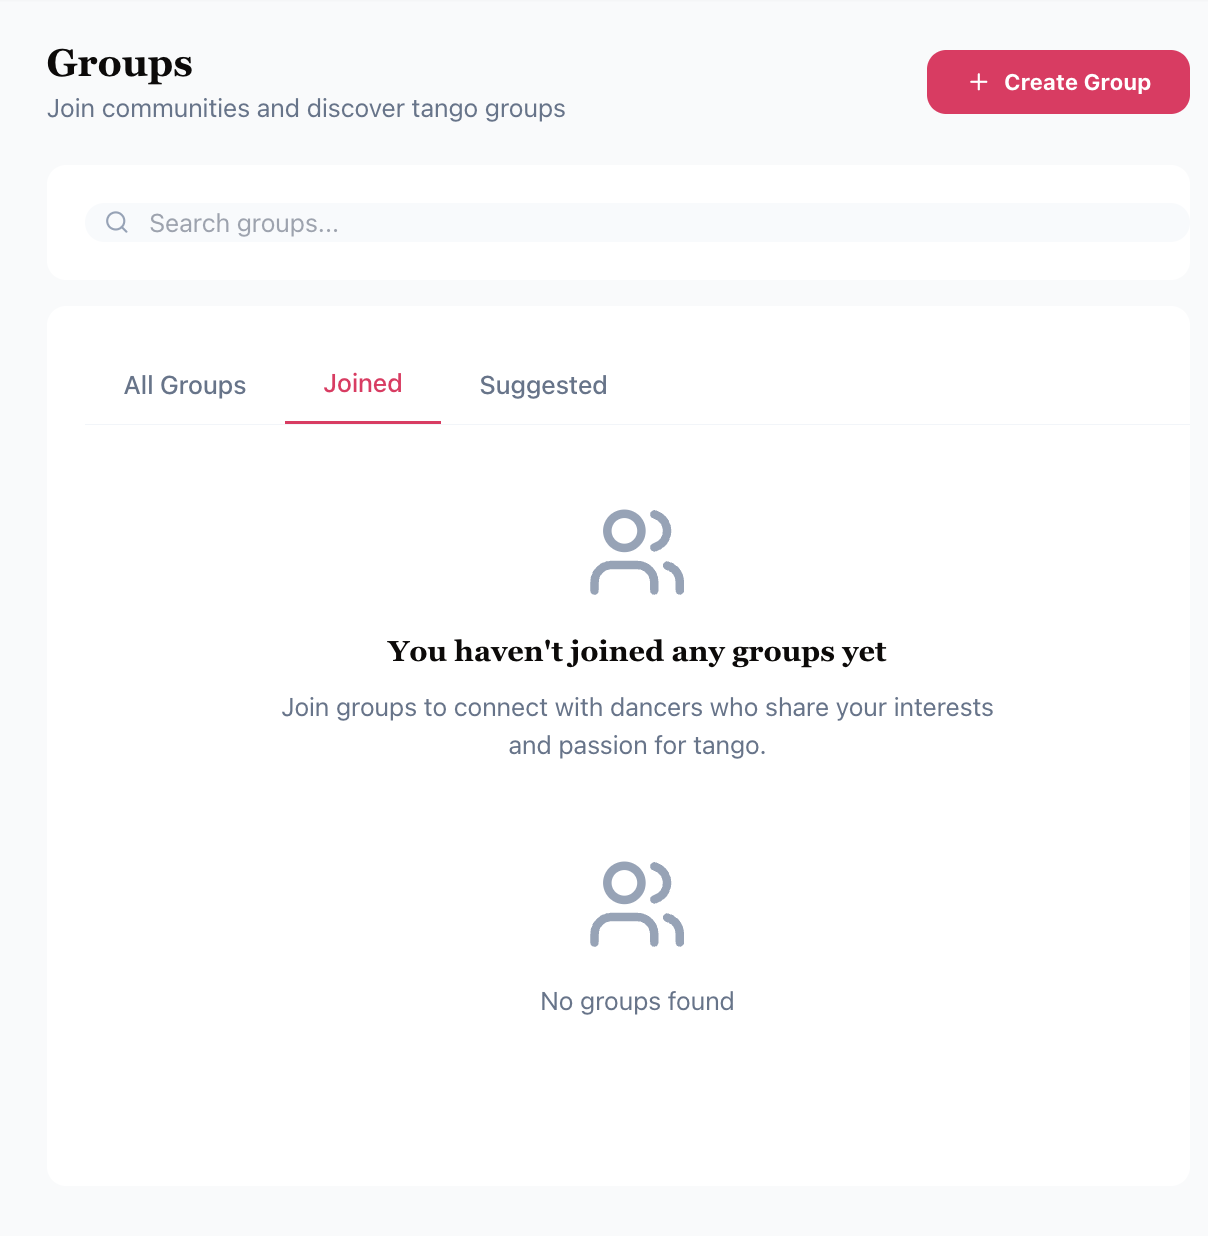 Groups
Join communities and discover tango groups
Create Group
Search groups...
All Groups
Joined
Suggested
You haven't joined any groups yet
Join groups to connect with dancers who share your interests
and passion for tango.
No groups found